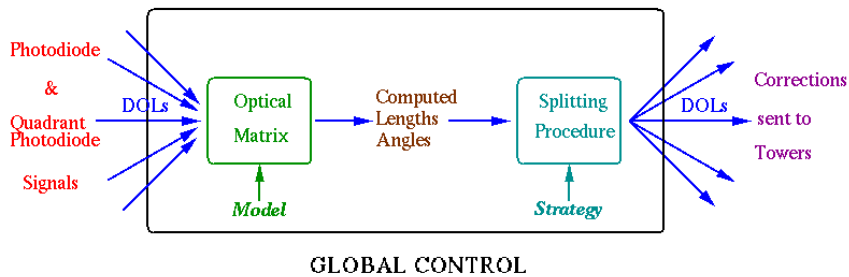 Photodiode
&
Quadrant
Photodiode
Signals
DOLs
Optical
Matrix
Model
Computed
Lengths
Angles
Splitting
Procedure
Strategy
DOLs
Corrections
sent to
Towers
GLOBAL CONTROL